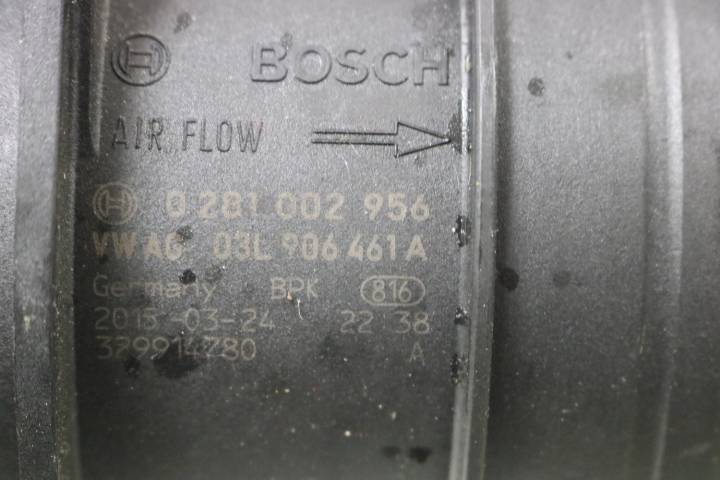 BOSCH
AIR FLOW
0 281 002 956
VW AG 03L 906 461 A
Germany BPK 816
2015-03-24 22 38
379914280 A